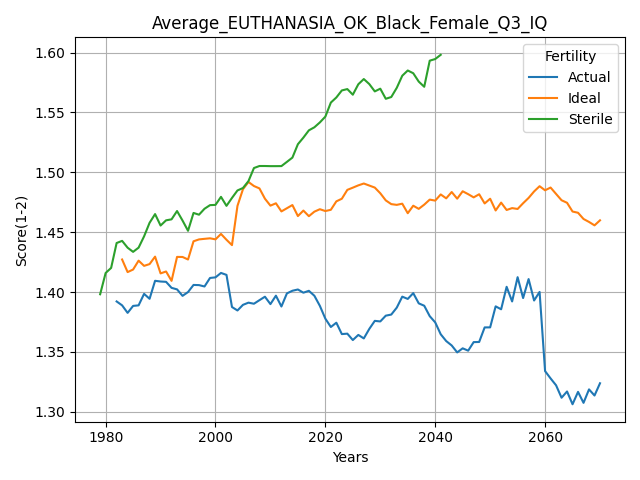 Average_EUTHANASIA_OK_Black_Female_Q3_IQ
Score(1-2)
1.60
1.55
1.50
1.45
1.40
1.35
1.30
Fertility
Actual
Ideal
Sterile
1980 2000 2020 2040 2060
Years